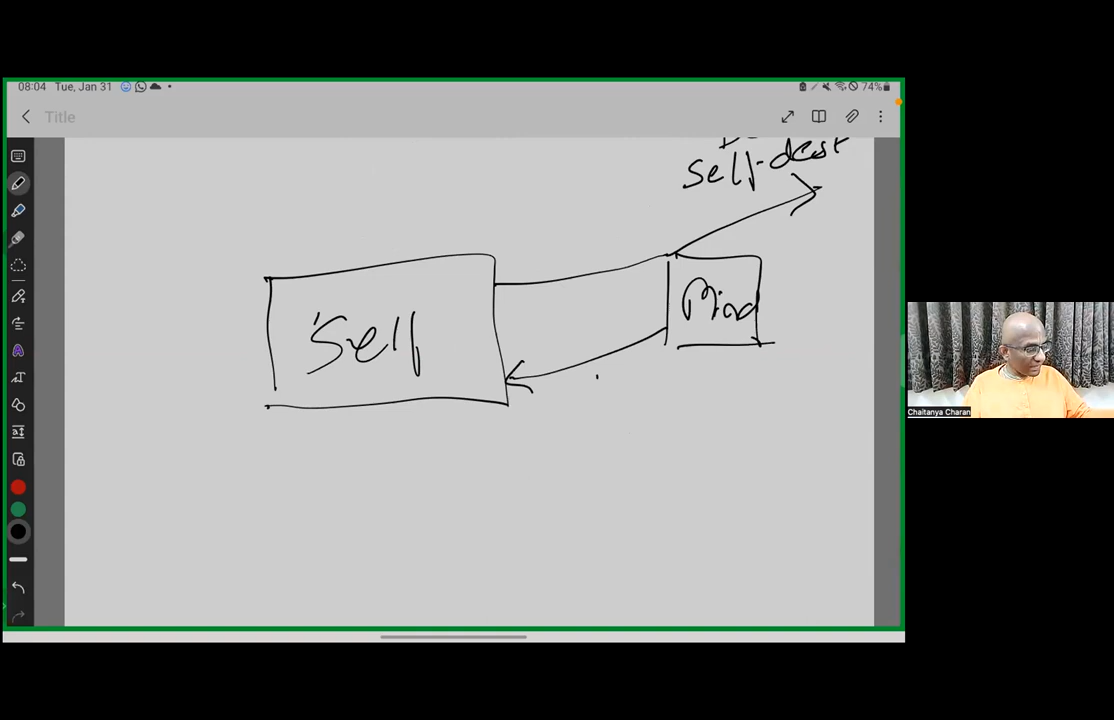 08:04 Tue, Jan 31 74%
Title
self-dest
Self
Mind
Chaitanya Charan